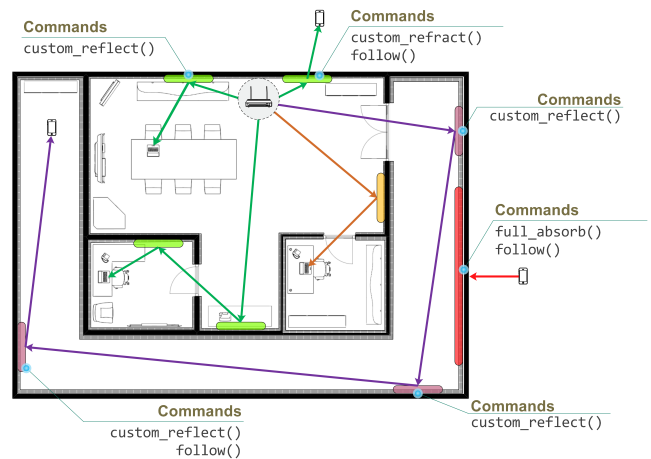 Commands
custom_reflect()
Commands
custom_refract()
follow()
Commands
custom_reflect()
Commands
full_absorb()
follow()
Commands
custom_reflect()
Commands
custom_reflect()
follow()